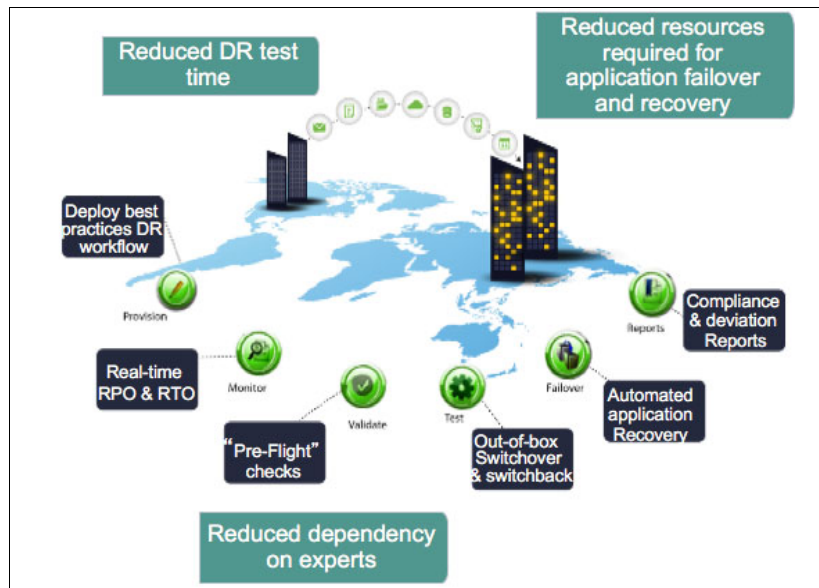 Reduced DR test
time
Reduced resources
required for
application failover
and recovery
Deploy best
practices DR
workflow
Provision
Real-time
RPO & RTO
Monitor
“Pre-Flight”
checks
Validate
Test
Out-of-box
Switchover
& switchback
Failover
Automated
application
Recovery
Reports
Compliance
& deviation
Reports
Reduced dependency
on experts